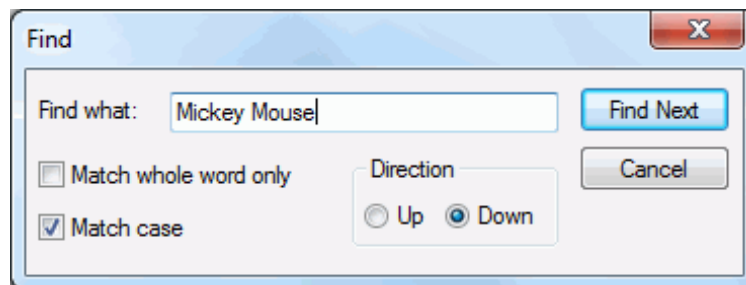 Find
Find what: Mickey Mouse Find Next
Match whole word only Direction Cancel
Match case Up Down